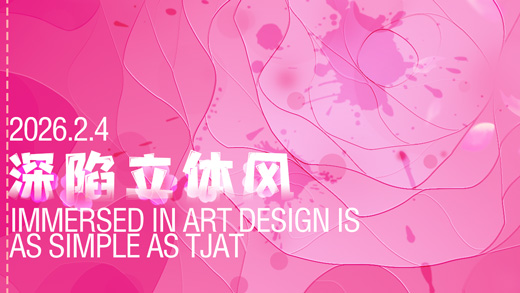 2026.2.4
深陷立体风
IMMERSED IN ART DESIGN IS
AS SIMPLE AS TJAT